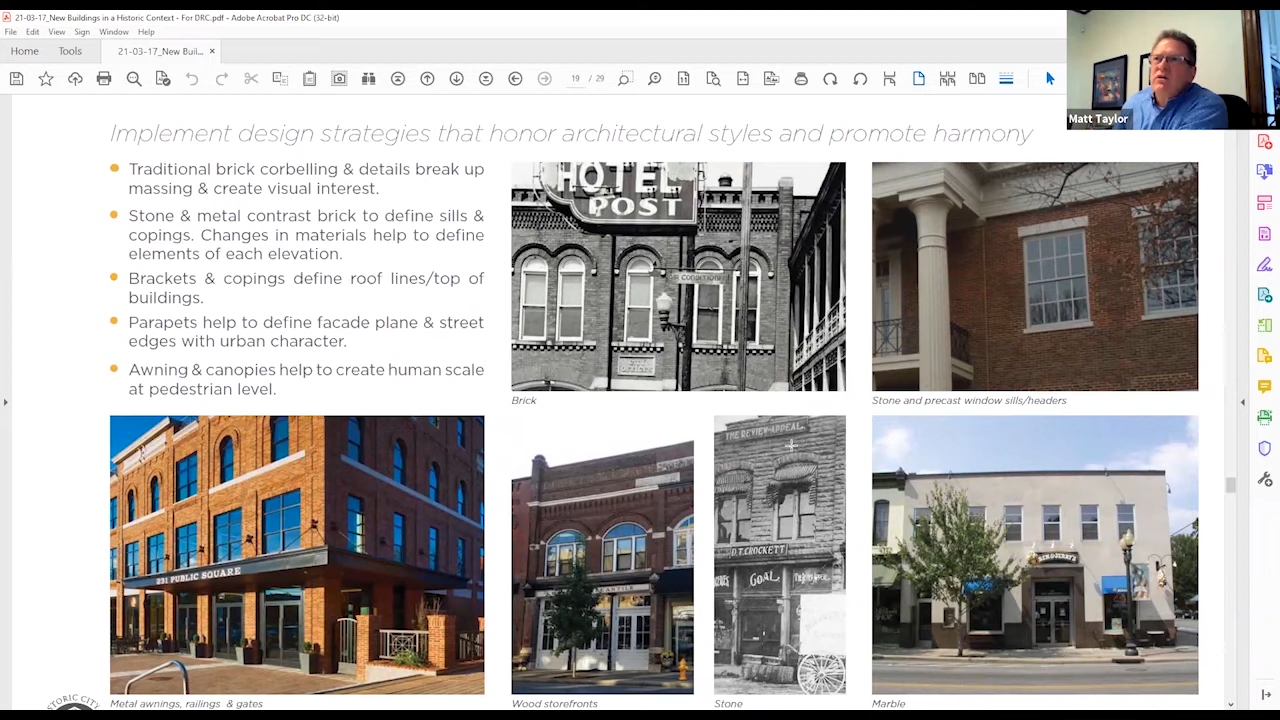 21-03-17_New Buildings in a Historic Context - For DRC.pdf - Adobe Acrobat Pro DC (32-bit)
File Edit View Sign Window Help
Home Tools 21-03-17_New Buil... ×
19 / 29
Matt Taylor
Implement design strategies that honor architectural styles and promote harmony
Traditional brick corbelling & details break up
massing & create visual interest.
Stone & metal contrast brick to define sills &
copings. Changes in materials help to define
elements of each elevation.
Brackets & copings define roof lines/top of
buildings.
Parapets help to define facade plane & street
edges with urban character.
Awning & canopies help to create human scale
at pedestrian level.
HOTEL
POST
CONDITION
Brick
Stone and precast window sills/headers
231 PUBLIC SQUARE
Metal awnings, railings & gates
Wood storefronts
THE REVIEW-APPEAL.
D.T. CROCKETT
COAL.
Stone
BEN & JERRY'S
Marble
HISTORIC CITY